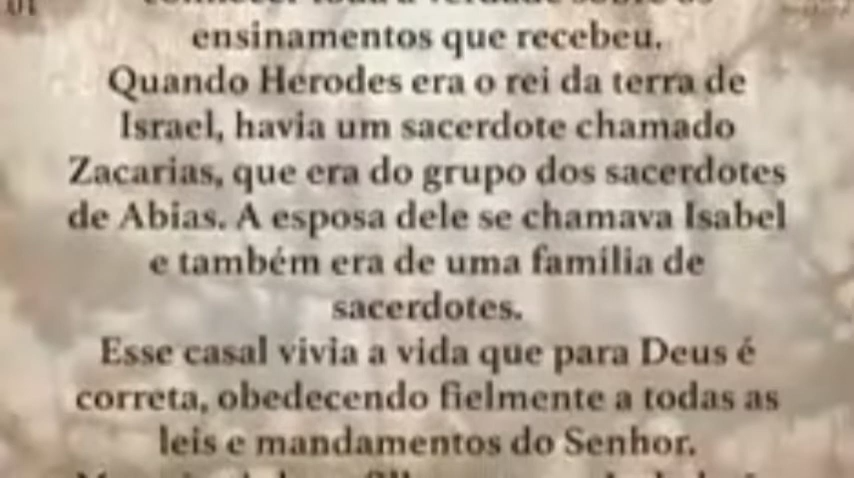 01
ensinamentos que recebeu.
Quando Herodes era o rei da terra de
Israel, havia um sacerdote chamado
Zacarias, que era do grupo dos sacerdotes
de Abias. A esposa dele se chamava Isabel
e também era de uma família de
sacerdotes.
Esse casal vivia a vida que para Deus é
correta, obedecendo fielmente a todas as
leis e mandamentos do Senhor.